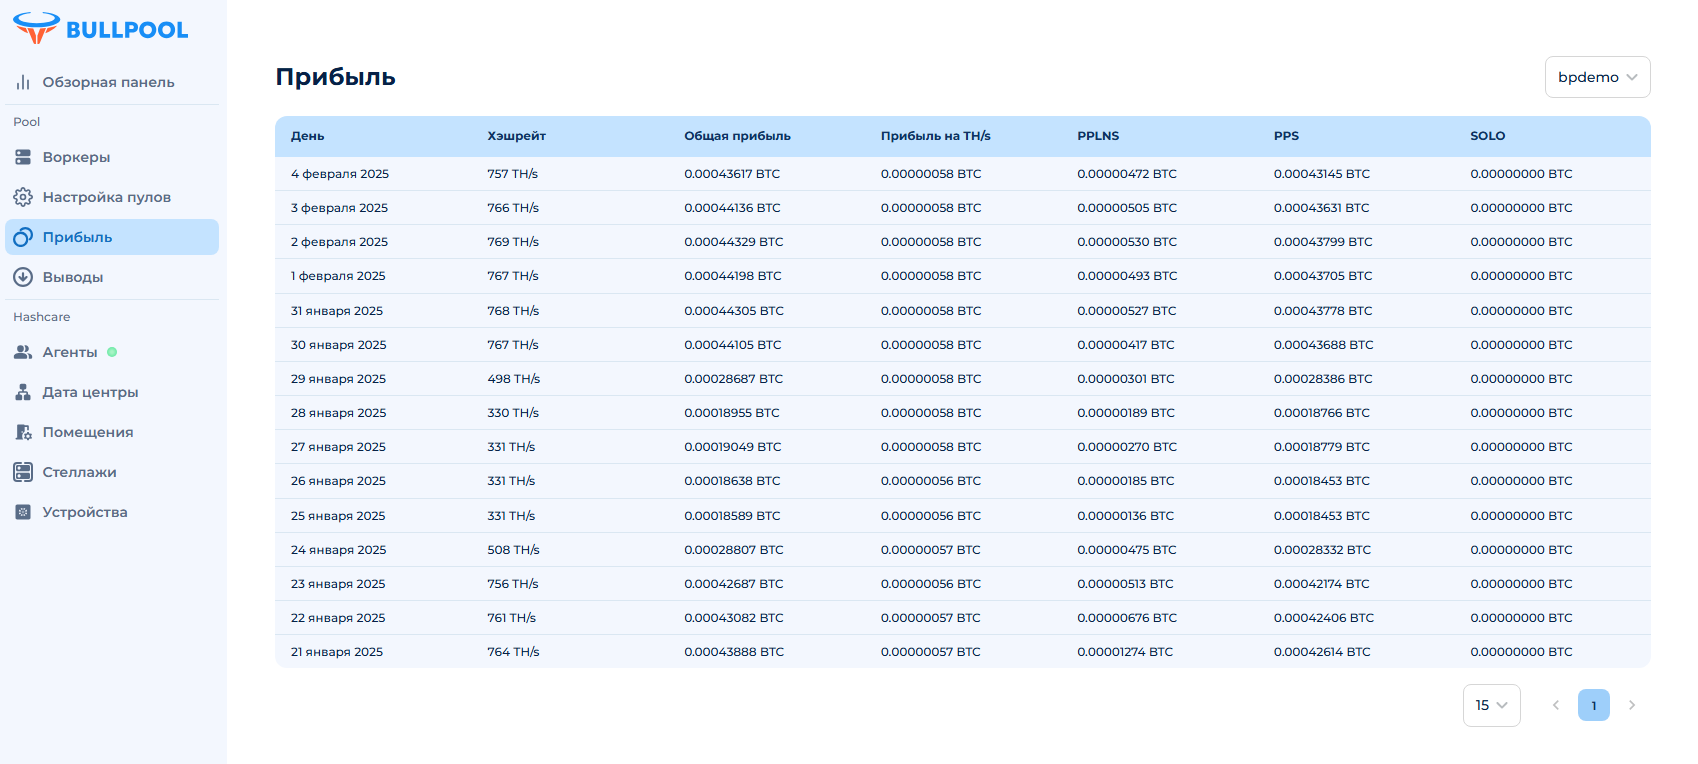 BULLPOOL
Обзорная панель
Pool
Воркеры
Настройка пулов
Прибыль
Выводы
Hashcare
Агенты
Дата центры
Помещения
Стеллажи
Устройства
Прибыль
bpdemo
День Хэшрейт Общая прибыль Прибыль на TH/s PPLNS PPS SOLO
4 февраля 2025 757 TH/s 0.00043617 BTC 0.00000058 BTC 0.00000472 BTC 0.00043145 BTC 0.00000000 BTC
3 февраля 2025 766 TH/s 0.00044136 BTC 0.00000058 BTC 0.00000505 BTC 0.00043631 BTC 0.00000000 BTC
2 февраля 2025 769 TH/s 0.00044329 BTC 0.00000058 BTC 0.00000530 BTC 0.00043799 BTC 0.00000000 BTC
1 февраля 2025 767 TH/s 0.00044198 BTC 0.00000058 BTC 0.00000493 BTC 0.00043705 BTC 0.00000000 BTC
31 января 2025 768 TH/s 0.00044305 BTC 0.00000058 BTC 0.00000527 BTC 0.00043778 BTC 0.00000000 BTC
30 января 2025 767 TH/s 0.00044105 BTC 0.00000058 BTC 0.00000417 BTC 0.00043688 BTC 0.00000000 BTC
29 января 2025 498 TH/s 0.00028687 BTC 0.00000058 BTC 0.00000301 BTC 0.00028386 BTC 0.00000000 BTC
28 января 2025 330 TH/s 0.00018955 BTC 0.00000058 BTC 0.00000189 BTC 0.00018766 BTC 0.00000000 BTC
27 января 2025 331 TH/s 0.00019049 BTC 0.00000058 BTC 0.00000270 BTC 0.00018779 BTC 0.00000000 BTC
26 января 2025 331 TH/s 0.00018638 BTC 0.00000056 BTC 0.00000185 BTC 0.00018453 BTC 0.00000000 BTC
25 января 2025 331 TH/s 0.00018589 BTC 0.00000056 BTC 0.00000136 BTC 0.00018453 BTC 0.00000000 BTC
24 января 2025 508 TH/s 0.00028807 BTC 0.00000057 BTC 0.00000475 BTC 0.00028332 BTC 0.00000000 BTC
23 января 2025 756 TH/s 0.00042687 BTC 0.00000056 BTC 0.00000513 BTC 0.00042174 BTC 0.00000000 BTC
22 января 2025 761 TH/s 0.00043082 BTC 0.00000057 BTC 0.00000676 BTC 0.00042406 BTC 0.00000000 BTC
21 января 2025 764 TH/s 0.00043888 BTC 0.00000057 BTC 0.00001274 BTC 0.00042614 BTC 0.00000000 BTC
15 1